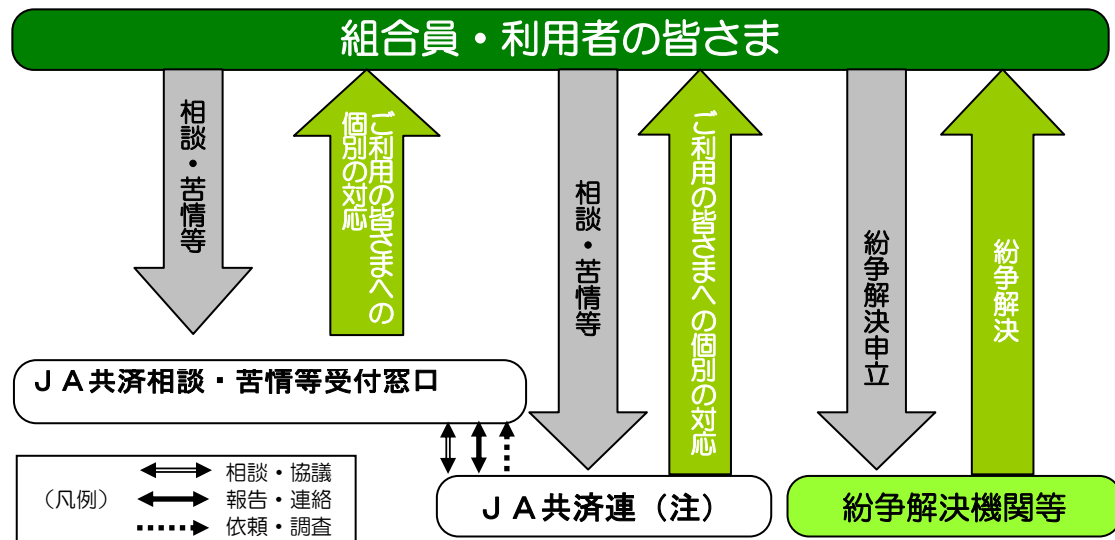 組合員・利用者の皆さま
相談・苦情等
ご利用の皆さまへの
個別の対応
相談・苦情等
ご利用の皆さまへの個別の対応
紛争解決申立
紛争解決
ＪＡ共済相談・苦情等受付窓口
（凡例）
相談・協議
報告・連絡
依頼・調査
ＪＡ共済連（注）
紛争解決機関等